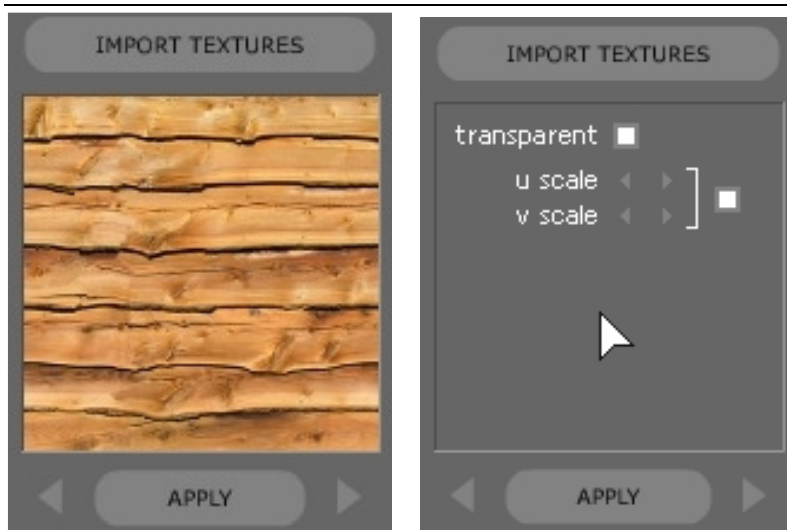 IMPORT TEXTURES
APPLY
IMPORT TEXTURES
transparent
u scale
v scale
APPLY